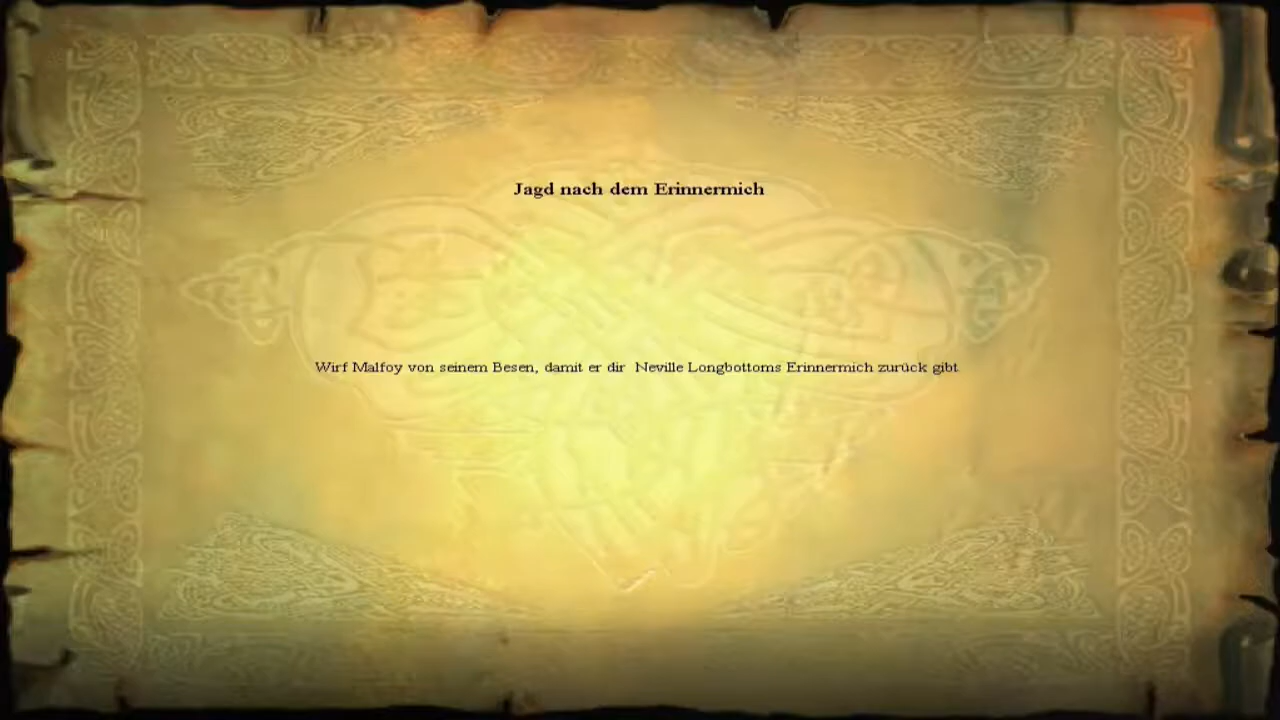 Jagd nach dem Erinnermich
Wirf Malfoy von seinem Besen, damit er dir  Neville Longbottoms Erinnermich zurück gibt